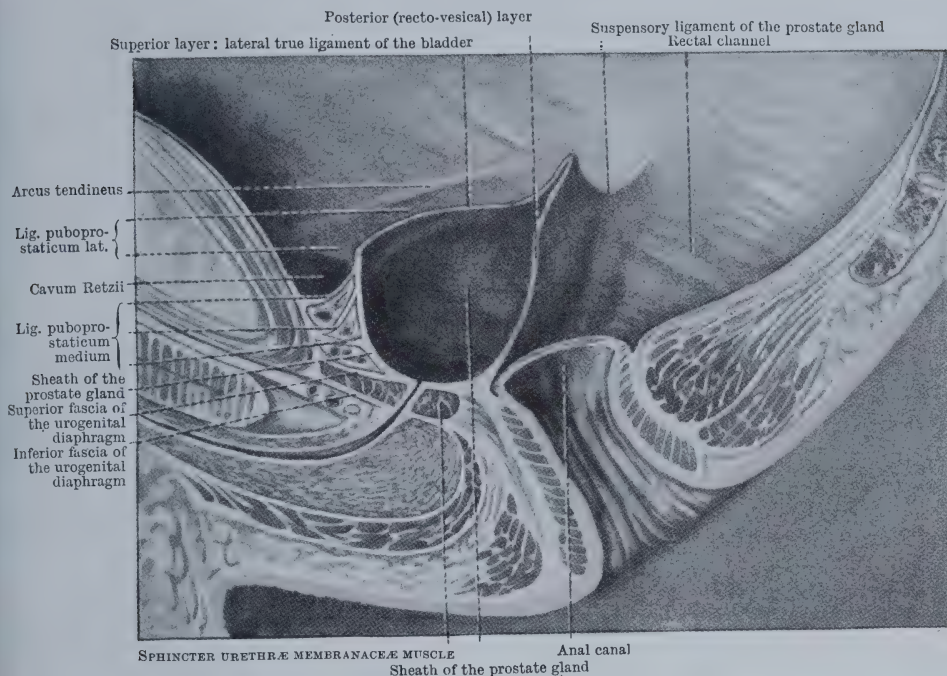 Posterior (recto-vesical) layer
Suspensory ligament of the prostate gland
Superior layer : lateral true ligament of the bladder
Rectal channel
Arcus tendineus
Lig. pubopro-
staticum lat.
Cavum Retzii
Lig. pubopro-
staticum
medium
Sheath of the
prostate gland
Superior fascia of
the urogenital
diaphragm
Inferior fascia of
the urogenital
diaphragm
SPHINCTER URETHRÆ MEMBRANACEÆ MUSCLE
Anal canal
Sheath of the prostate gland